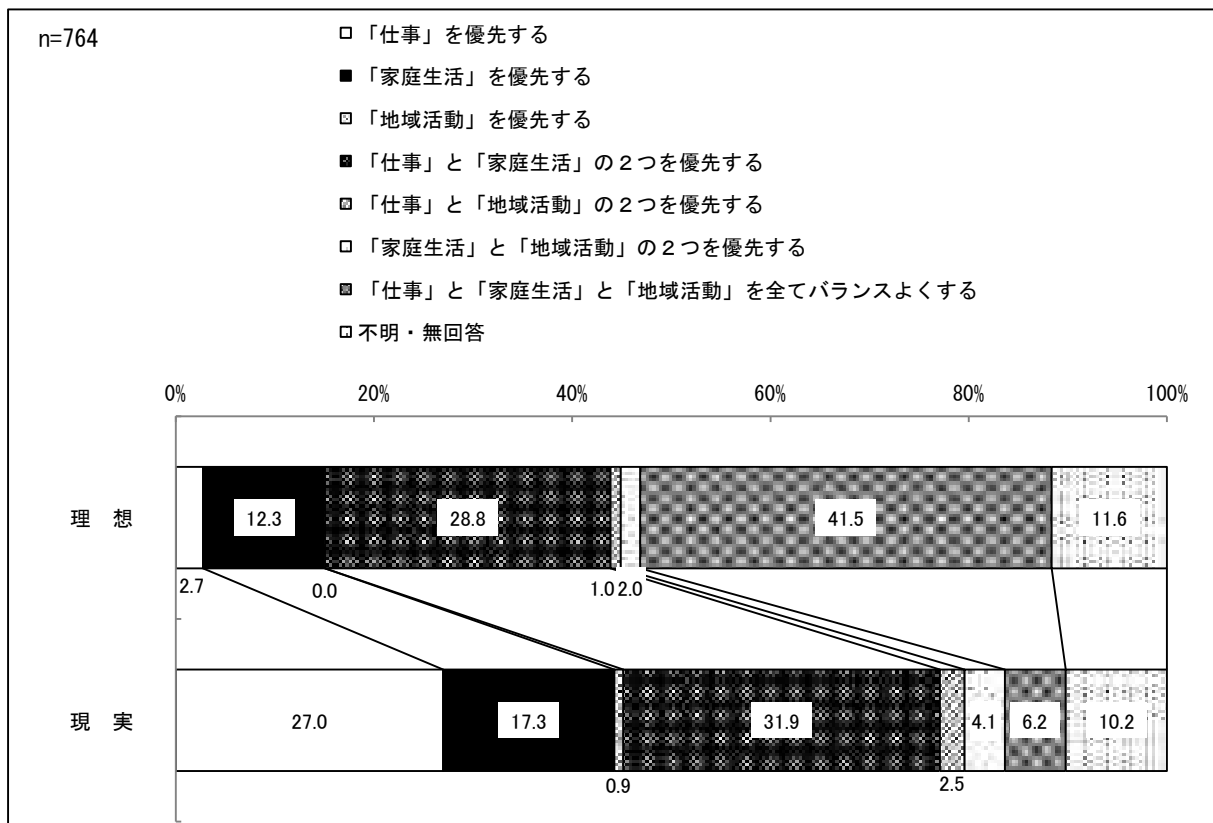 n=764
「仕事」を優先する
「家庭生活」を優先する
「地域活動」を優先する
「仕事」と「家庭生活」の２つを優先する
「仕事」と「地域活動」の２つを優先する
「家庭生活」と「地域活動」の２つを優先する
「仕事」と「家庭生活」と「地域活動」を全てバランスよくする
不明・無回答
0% 20% 40% 60% 80% 100%
理 想 12.3 28.8 41.5 11.6
2.7 0.0 1.0 2.0
現 実 27.0 17.3 31.9 4.1 6.2 10.2
0.9 2.5